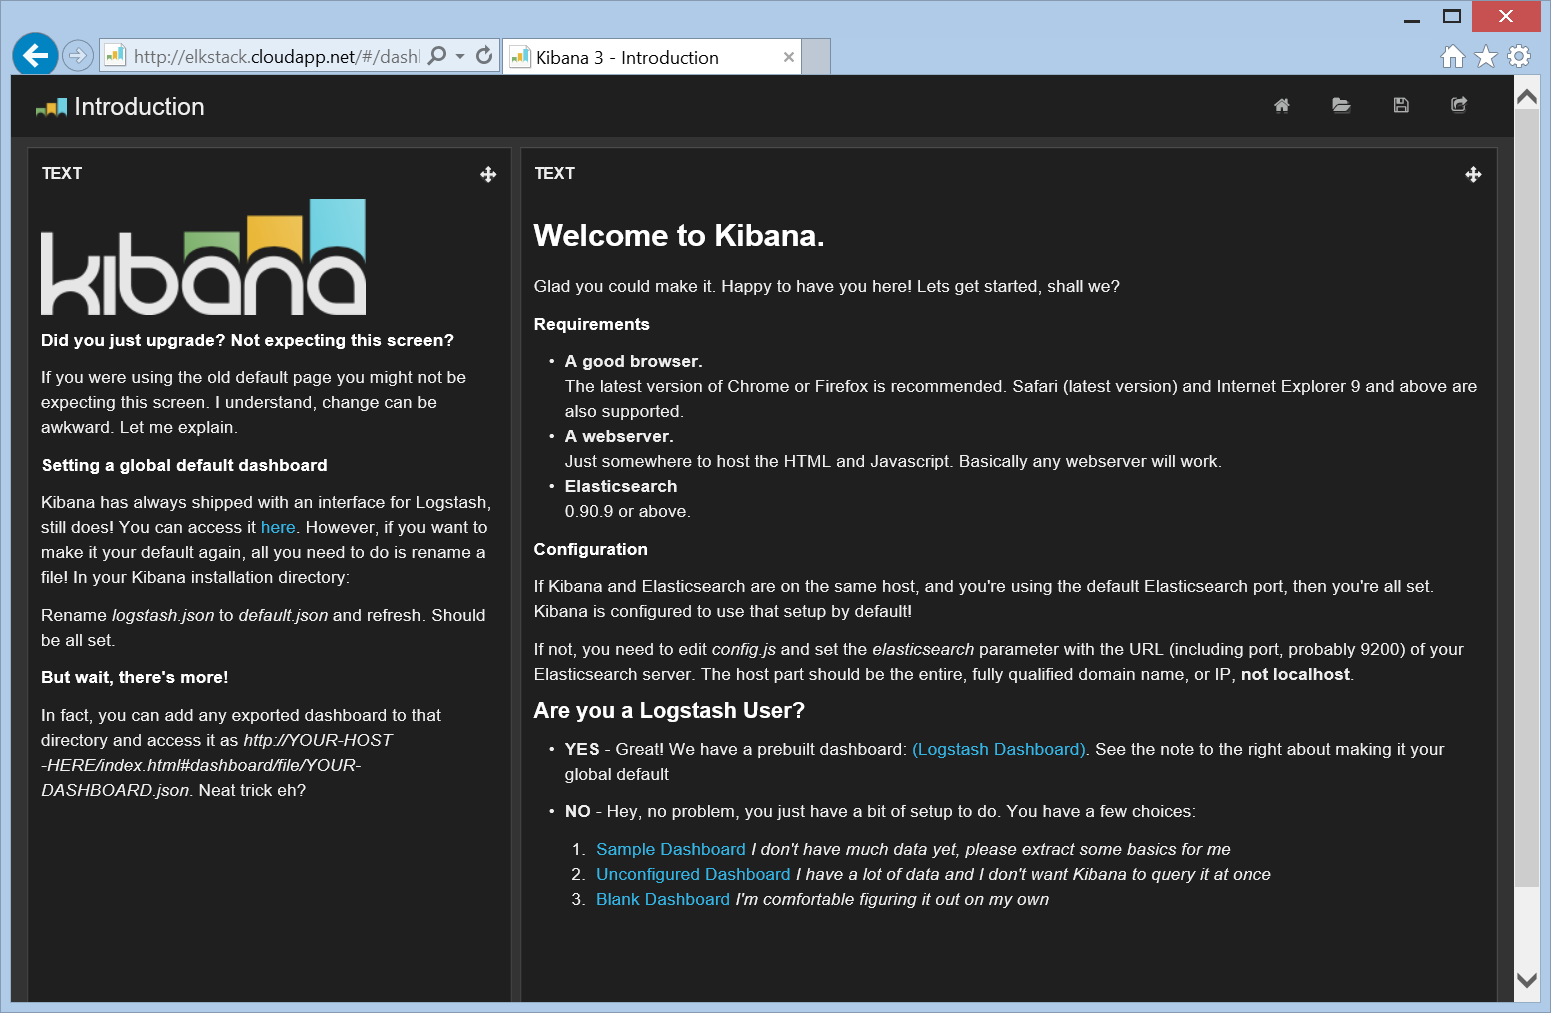 http://elkstack.cloudapp.net/#/dashl
Kibana 3 - Introduction
Introduction
TEXT
kibana
Did you just upgrade? Not expecting this screen?
If you were using the old default page you might not be
expecting this screen. I understand, change can be
awkward. Let me explain.
Setting a global default dashboard
Kibana has always shipped with an interface for Logstash,
still does! You can access it here. However, if you want to
make it your default again, all you need to do is rename a
file! In your Kibana installation directory:
Rename logstash.json to default.json and refresh. Should
be all set.
But wait, there's more!
In fact, you can add any exported dashboard to that
directory and access it as http://YOUR-HOST
-HERE/index.html#dashboard/file/YOUR-
DASHBOARD.json. Neat trick eh?
TEXT
Welcome to Kibana.
Glad you could make it. Happy to have you here! Lets get started, shall we?
Requirements
• A good browser.
The latest version of Chrome or Firefox is recommended. Safari (latest version) and Internet Explorer 9 and above are
also supported.
• A webserver.
Just somewhere to host the HTML and Javascript. Basically any webserver will work.
• Elasticsearch
0.90.9 or above.
Configuration
If Kibana and Elasticsearch are on the same host, and you're using the default Elasticsearch port, then you're all set.
Kibana is configured to use that setup by default!
If not, you need to edit config.js and set the elasticsearch parameter with the URL (including port, probably 9200) of your
Elasticsearch server. The host part should be the entire, fully qualified domain name, or IP, not localhost.
Are you a Logstash User?
• YES - Great! We have a prebuilt dashboard: (Logstash Dashboard). See the note to the right about making it your
global default
• NO - Hey, no problem, you just have a bit of setup to do. You have a few choices:
1. Sample Dashboard I don't have much data yet, please extract some basics for me
2. Unconfigured Dashboard I have a lot of data and I don't want Kibana to query it at once
3. Blank Dashboard I'm comfortable figuring it out on my own